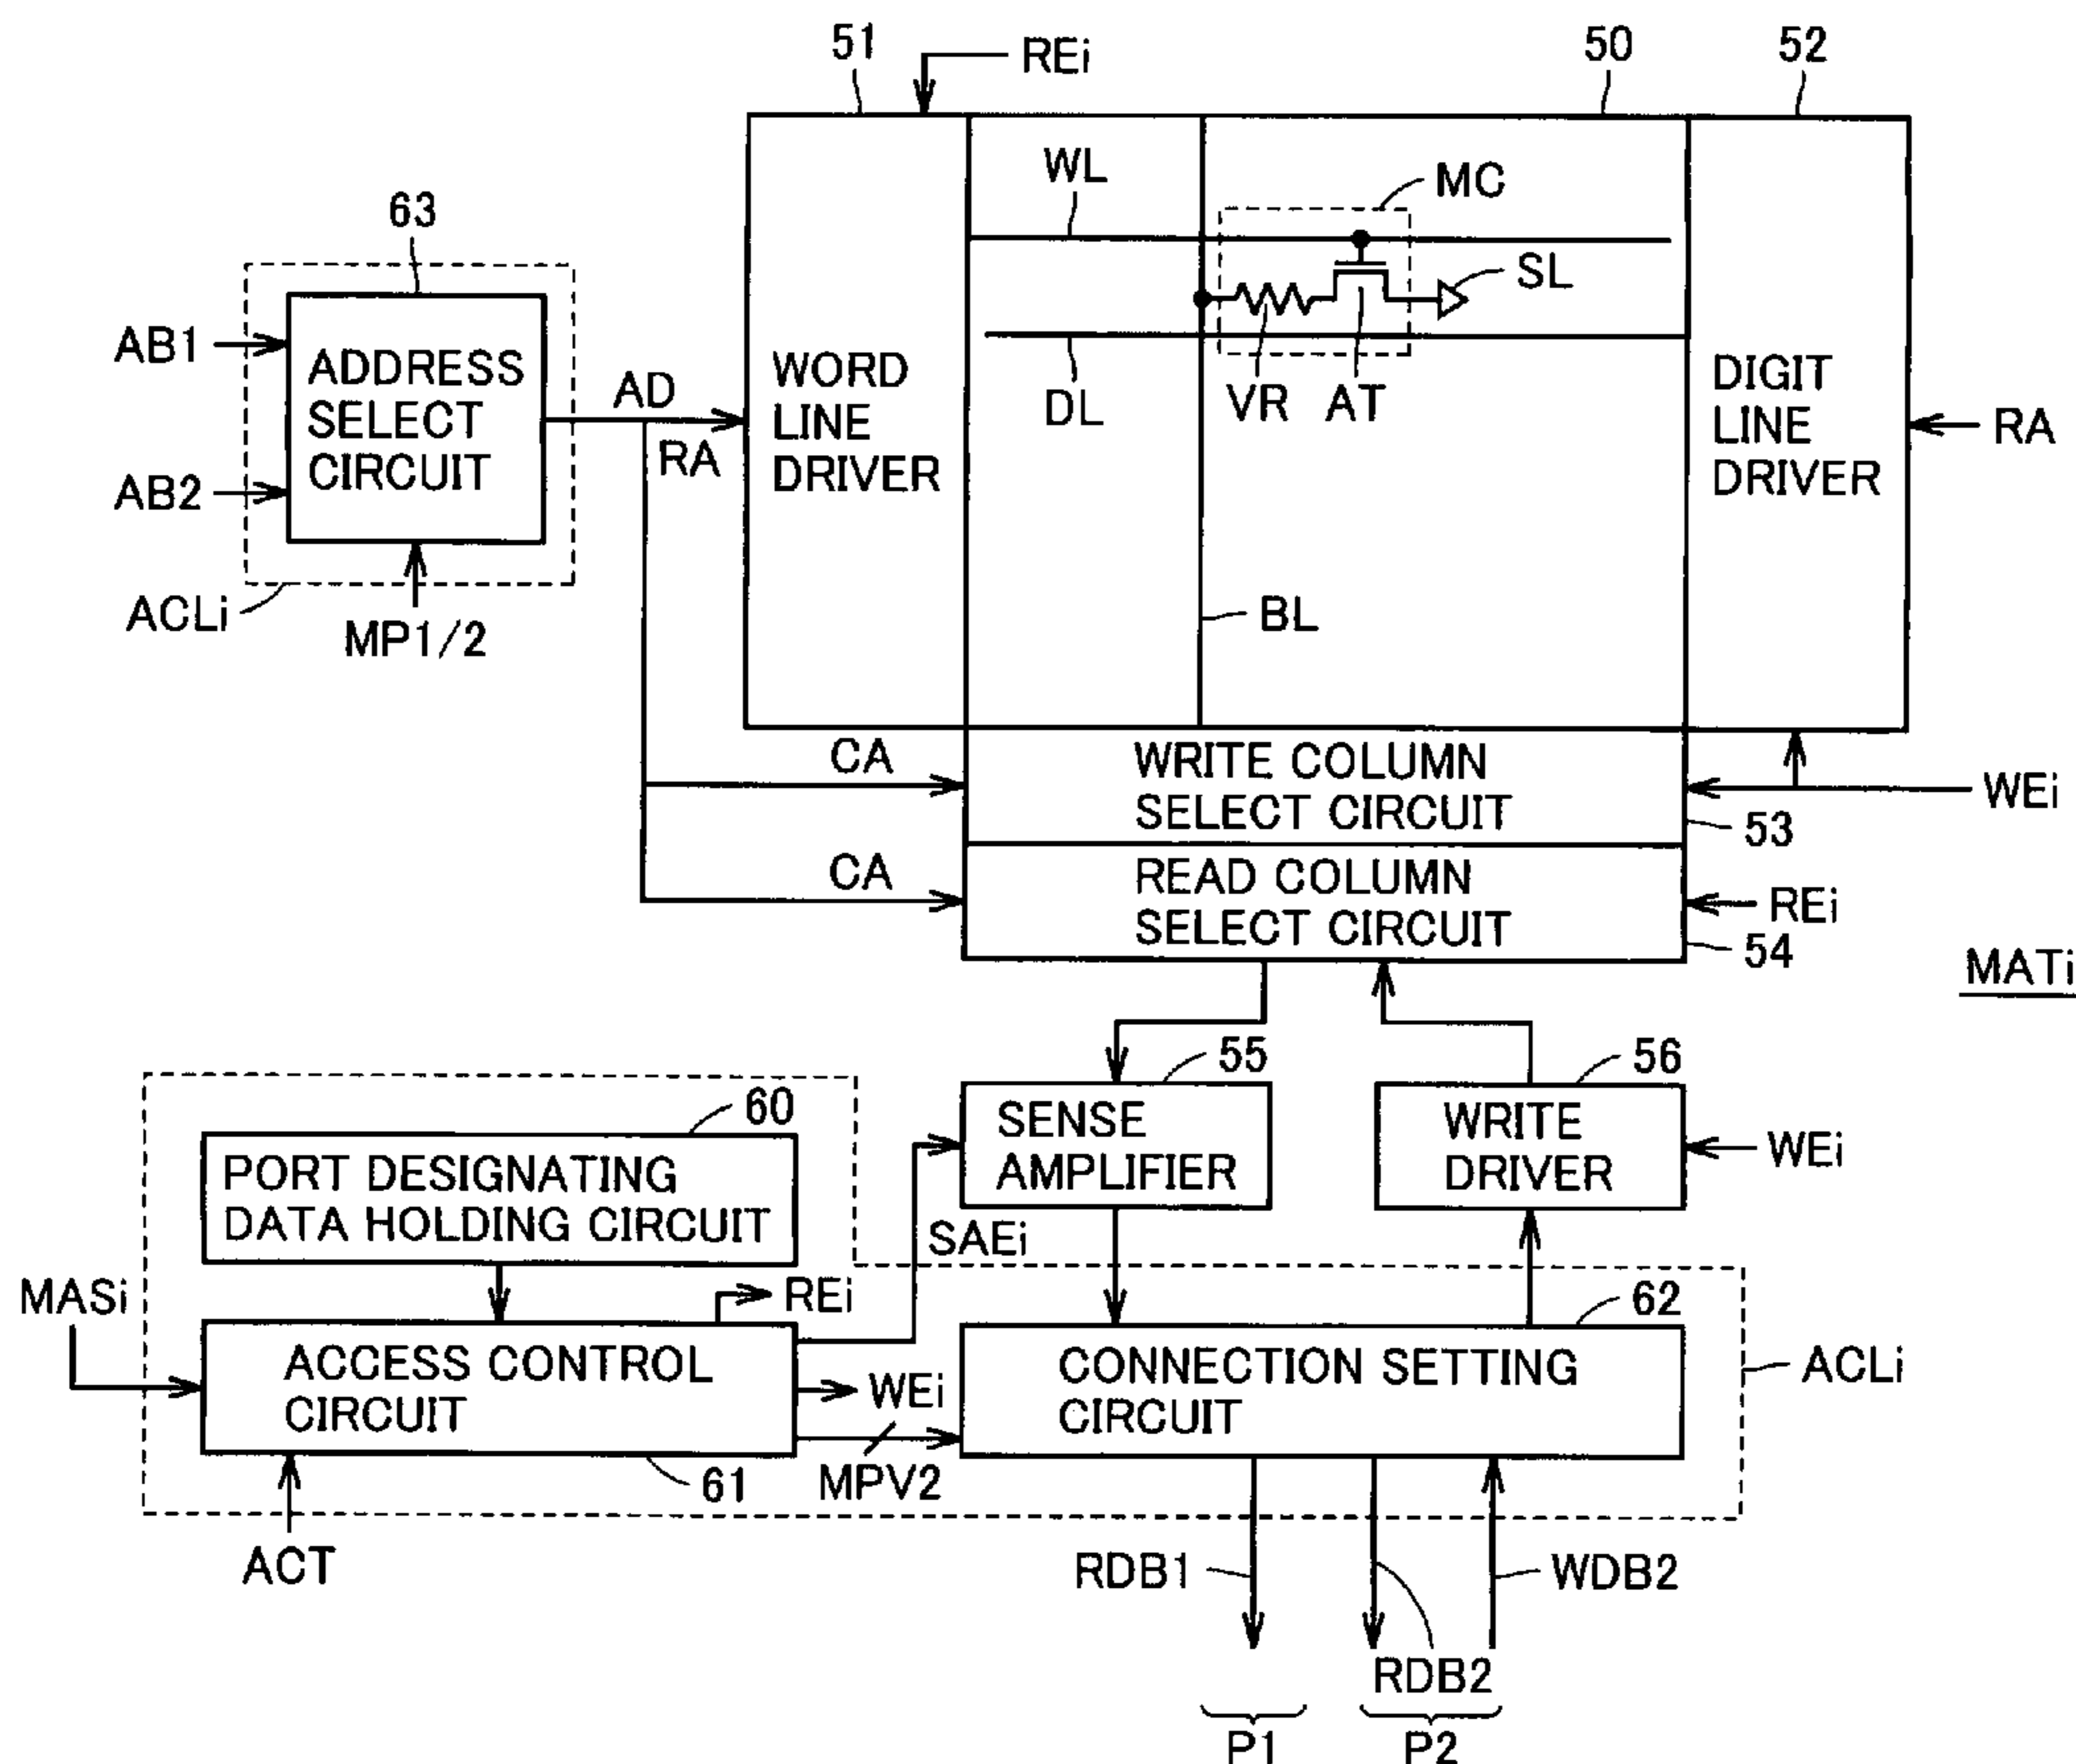 51
REi
50
52
WL
MC
63
SL
AB1
ADDRESS
SELECT
CIRCUIT
AD
RA
WORD
LINE
DRIVER
DL
VR
AT
DIGIT
LINE
DRIVER
RA
AB2
ACLi
MP1/2
BL
CA
WRITE COLUMN
SELECT CIRCUIT
WEi
53
CA
READ COLUMN
SELECT CIRCUIT
REi
54
MATi
55
56
60
SENSE
AMPLIFIER
WRITE
DRIVER
WEi
PORT DESIGNATING
DATA HOLDING CIRCUIT
SAEi
MASi
REi
62
ACCESS CONTROL
CIRCUIT
WEi
CONNECTION SETTING
CIRCUIT
ACLi
MPV2
61
ACT
RDB1
WDB2
RDB2
P1
P2